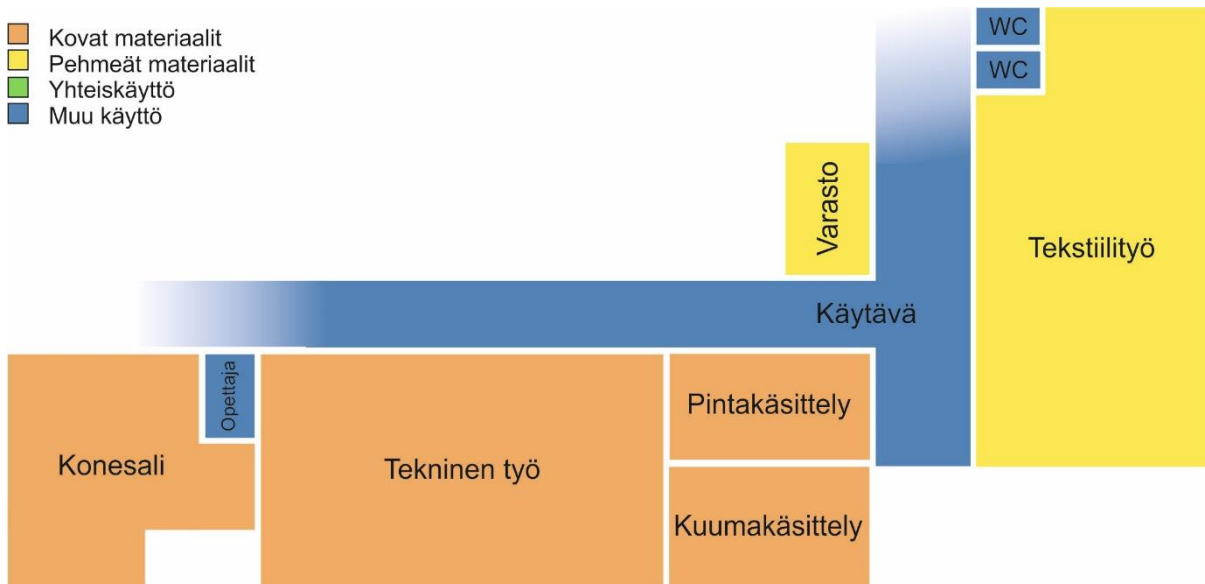 Kovat materiaalit
Pehmeät materiaalit
Yhteiskäyttö
Muu käyttö
WC
WC
Varasto
Tekstiilityö
Käytävä
Opettaja
Konesali
Tekninen työ
Pintakäsittely
Kuumakäsittely